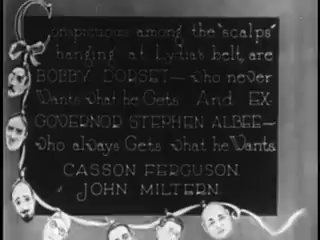 Conspicuous among the "scalps"
hanging at Lydia's belt, are
BOBBY DORSET—who never
Wants what he Gets And EX-
GOVERNOR STEPHEN ALBEE—
who always Gets what he Wants.
CASSON FERGUSON.
JOHN MILTERN.